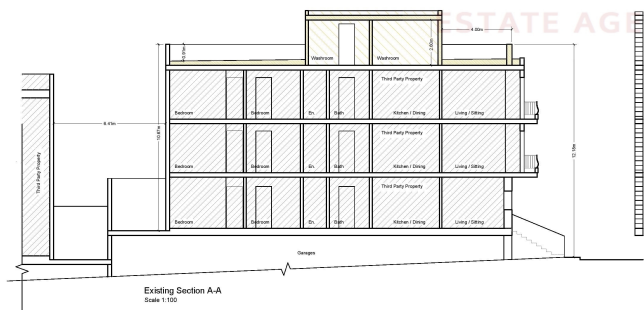 ESTATE AGE
4.00m
Washroom Washroom
2.60m
Third Party Property
Bedroom Bedroom En. Bath Kitchen / Dining Living / Sitting
6.41m
10.67m
12.18m
Third Party Property
Third Party Property
Bedroom Bedroom En. Bath Kitchen / Dining Living / Sitting
Third Party Property
Bedroom Bedroom En. Bath Kitchen / Dining Living / Sitting
Garages
Existing Section A-A
Scale 1:100